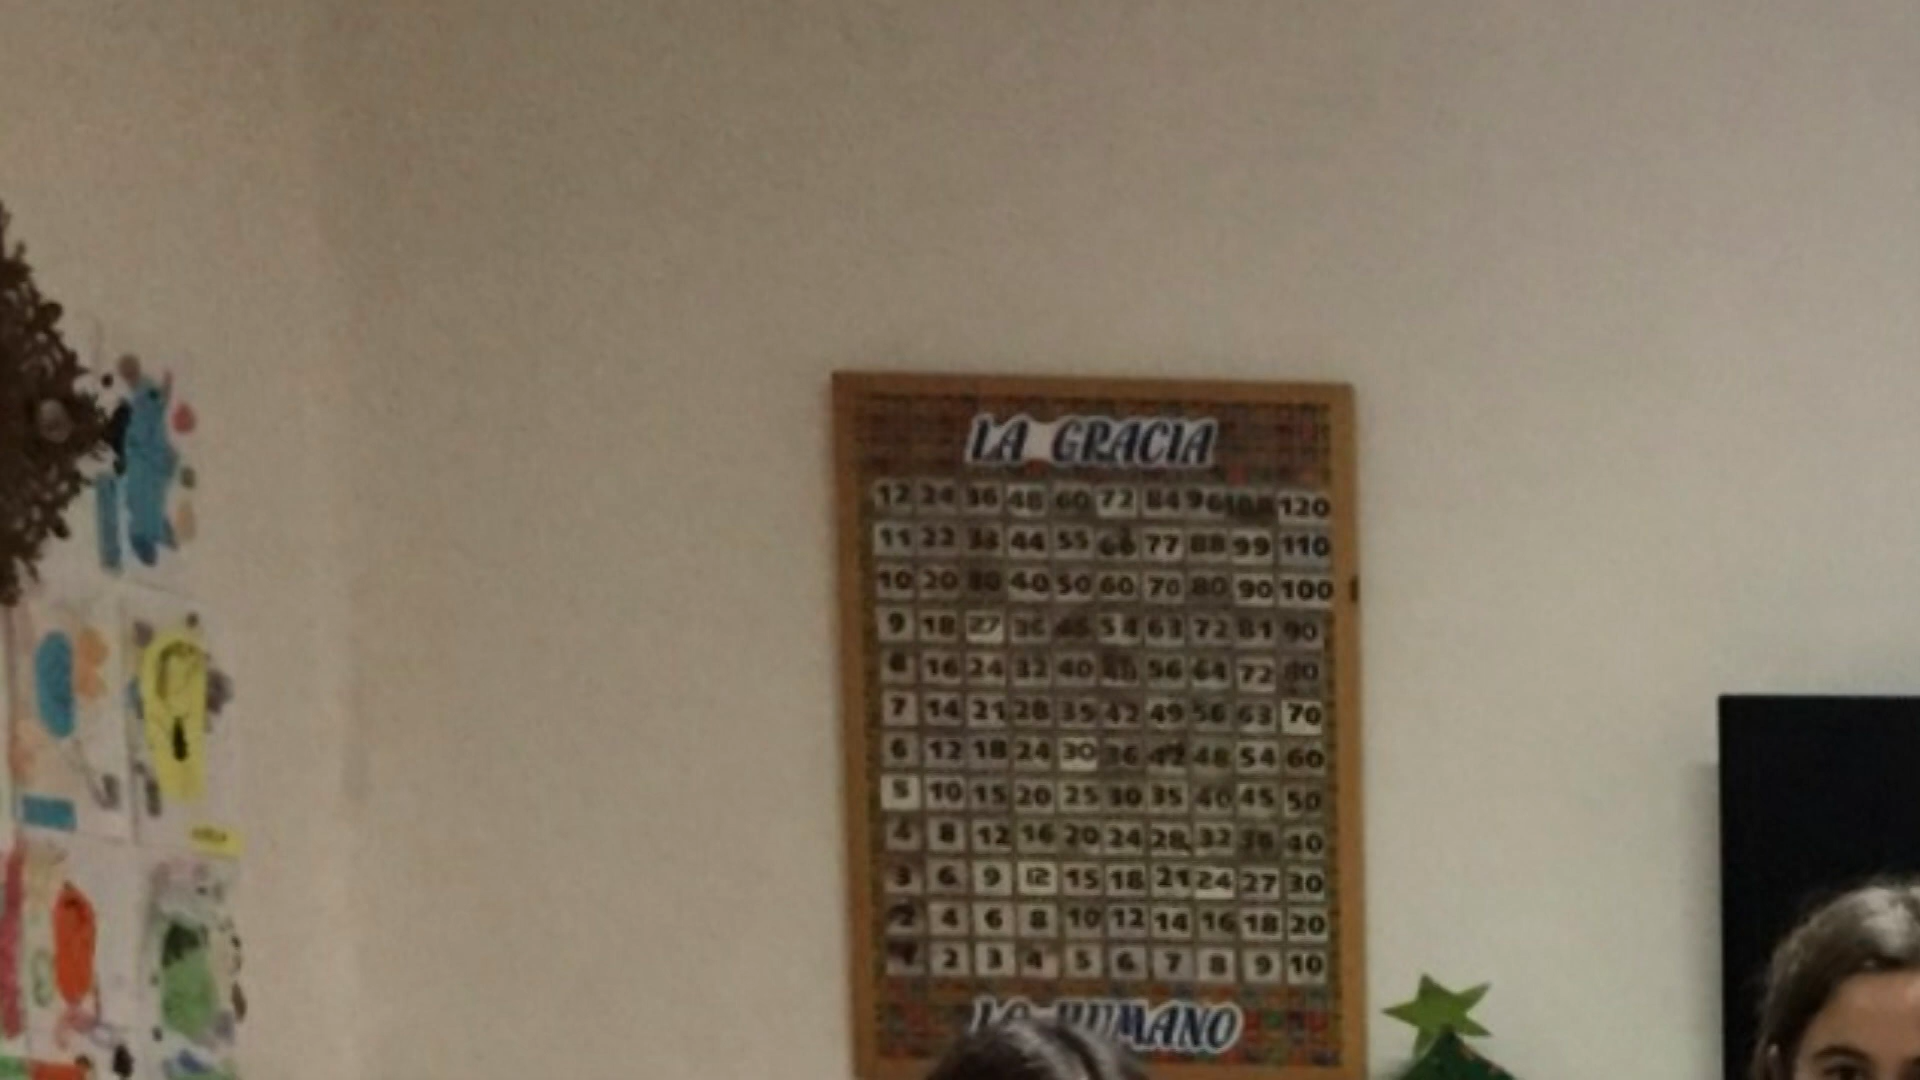 LA GRACIA
12 24 36 48 60 72 84 96 108 120
11 22 33 44 55 66 77 88 99 110
10 20 30 40 50 60 70 80 90 100
9 18 27 36 45 54 63 72 81 90
8 16 24 32 40 48 56 64 72 80
7 14 21 28 35 42 49 56 63 70
6 12 18 24 30 36 42 48 54 60
5 10 15 20 25 30 35 40 45 50
4 8 12 16 20 24 28 32 36 40
3 6 9 12 15 18 21 24 27 30
2 4 6 8 10 12 14 16 18 20
1 2 3 4 5 6 7 8 9 10
LO HUMANO